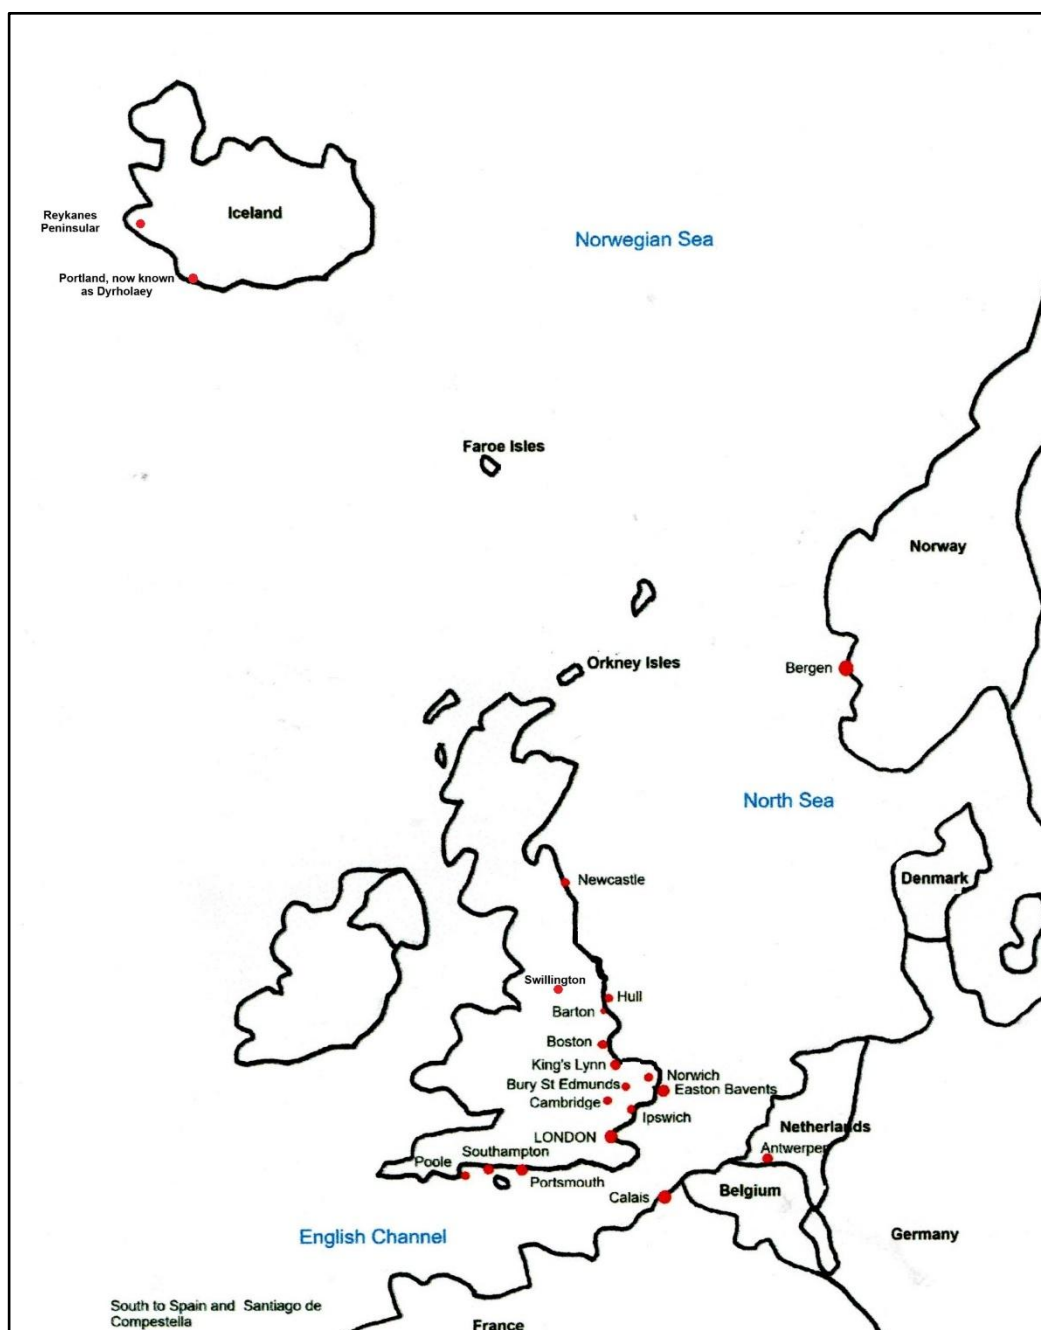 Iceland
Reykanes
Peninsular
Norwegian Sea
Portland, now known
as Dyrholaey
Faroe Isles
Norway
Orkney Isles
Bergen
North Sea
Newcastle
Denmark
Swillington
Hull
Barton
Boston
King's Lynn
Norwich
Bury St Edmunds
Easton Bavents
Cambridge
Ipswich
Netherlands
LONDON
Southampton
Antwerpen
Poole
Portsmouth
Belgium
Calais
English Channel
Germany
South to Spain and Santiago de
Compestella
France